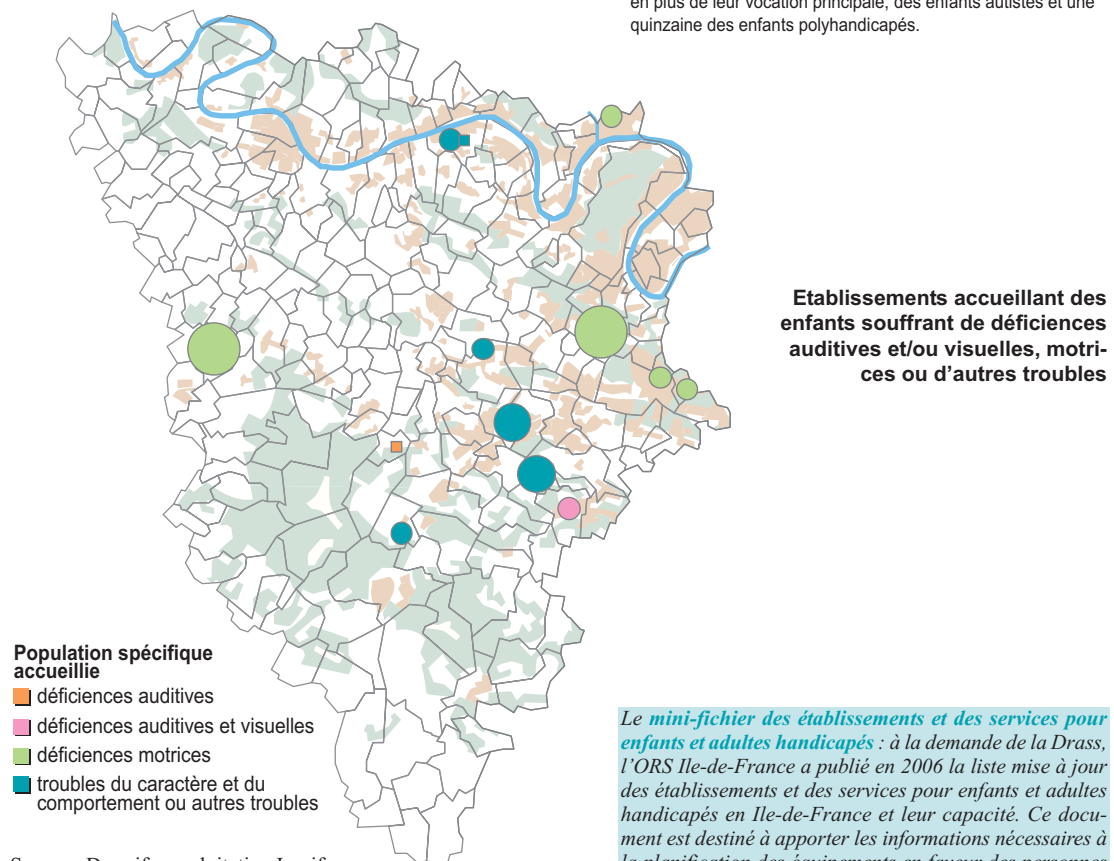 en plus de leur vocation principale, des enfants autistes et une
quinzaine des enfants polyhandicapés.
Etablissements accueillant des
enfants souffrant de déficiences
auditives et/ou visuelles, motri-
ces ou d'autres troubles
Population spécifique
accueillie
déficiences auditives
déficiences auditives et visuelles
déficiences motrices
troubles du caractère et du
comportement ou autres troubles
Le mini-fichier des établissements et des services pour
enfants et adultes handicapés : à la demande de la Drass,
l'ORS Ile-de-France a publié en 2006 la liste mise à jour
des établissements et des services pour enfants et adultes
handicapés en Ile-de-France et leur capacité. Ce docu-
ment est destiné à apporter les informations nécessaires à